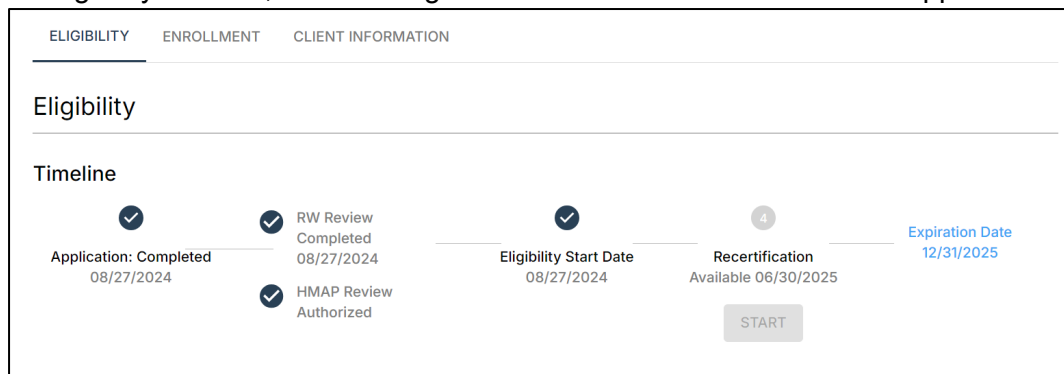 ELIGIBILITY ENROLLMENT CLIENT INFORMATION
Eligibility
Timeline
Application: Completed
08/27/2024
RW Review
Completed
08/27/2024
HMAP Review
Authorized
Eligibility Start Date
08/27/2024
4
Recertification
Available 06/30/2025
START
Expiration Date
12/31/2025